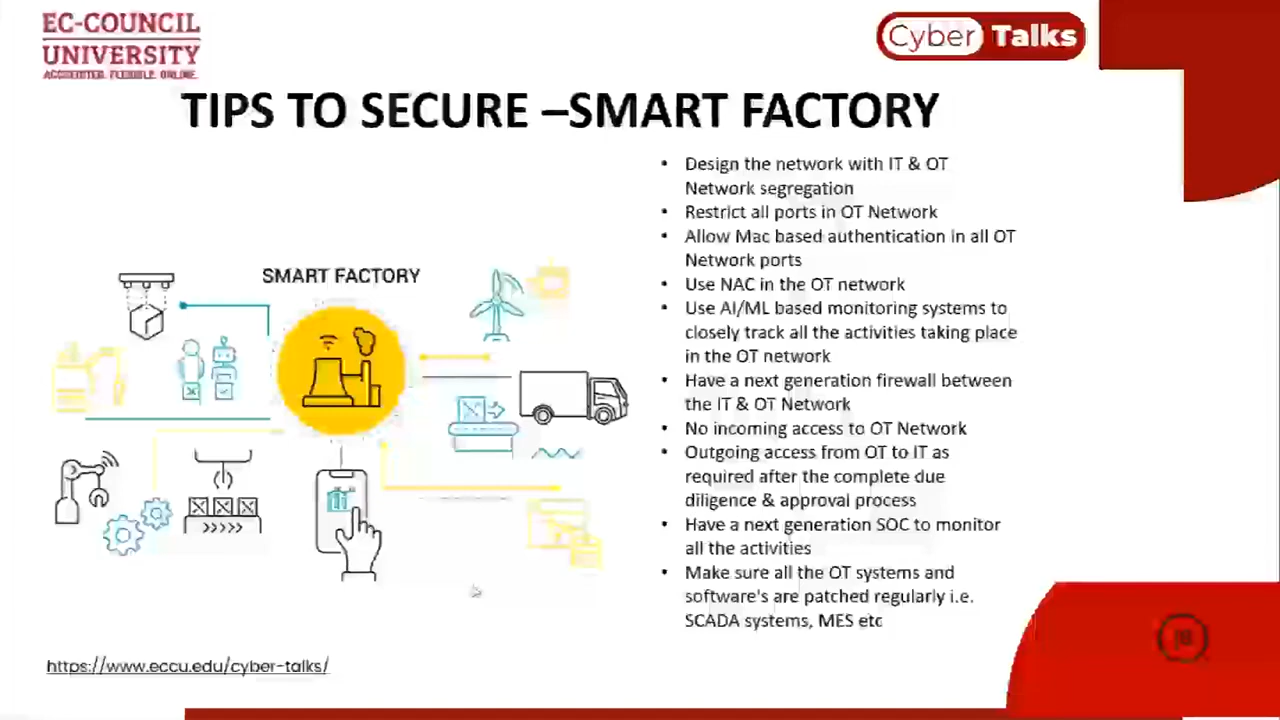 EC-COUNCIL
UNIVERSITY
ACCREDITED. FLEXIBLE. ONLINE.
Cyber Talks
TIPS TO SECURE –SMART FACTORY
SMART FACTORY
• Design the network with IT & OT
Network segregation
• Restrict all ports in OT Network
• Allow Mac based authentication in all OT
Network ports
• Use NAC in the OT network
• Use AI/ML based monitoring systems to
closely track all the activities taking place
in the OT network
• Have a next generation firewall between
the IT & OT Network
• No incoming access to OT Network
• Outgoing access from OT to IT as
required after the complete due
diligence & approval process
• Have a next generation SOC to monitor
all the activities
• Make sure all the OT systems and
software's are patched regularly i.e.
SCADA systems, MES etc
https://www.eccu.edu/cyber-talks/